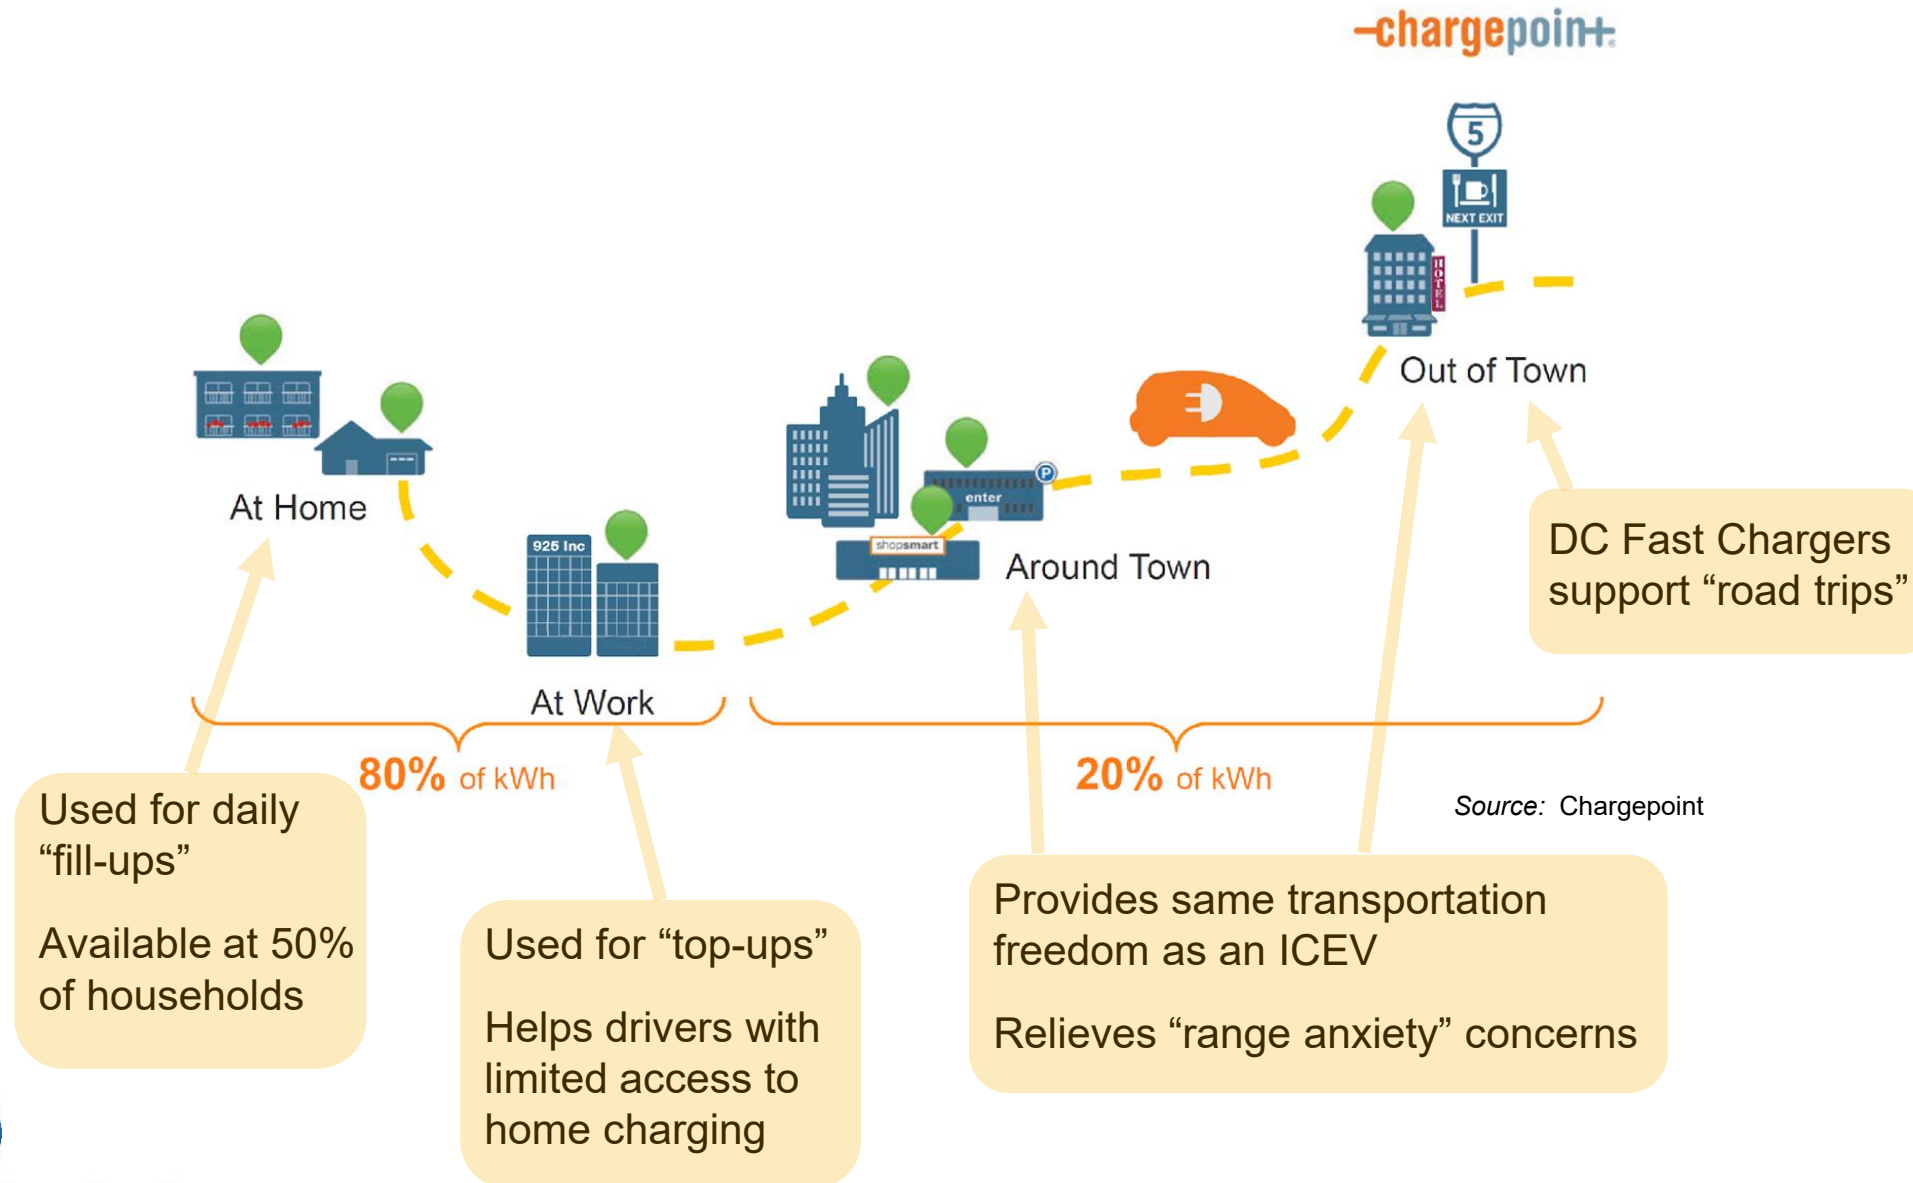 -chargepoint.
5
NEXT EXIT
HOTEL
Out of Town
At Home
925 Inc
At Work
enter
P
shopsmart
Around Town
DC Fast Chargers
support “road trips”
80% of kWh
20% of kWh
Source: Chargepoint
Used for daily
“fill-ups”
Available at 50%
of households
Used for “top-ups”
Helps drivers with
limited access to
home charging
Provides same transportation
freedom as an ICEV
Relieves “range anxiety” concerns